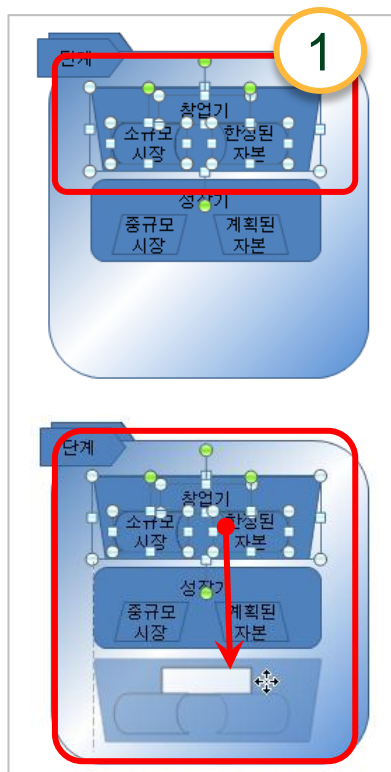 1
단계
창업기
소규모 한정된
시장 자본
성장기
중규모 계획된
시장 자본
단계
창업기
소규모 한정된
시장 자본
성장기
중규모 계획된
시장 자본